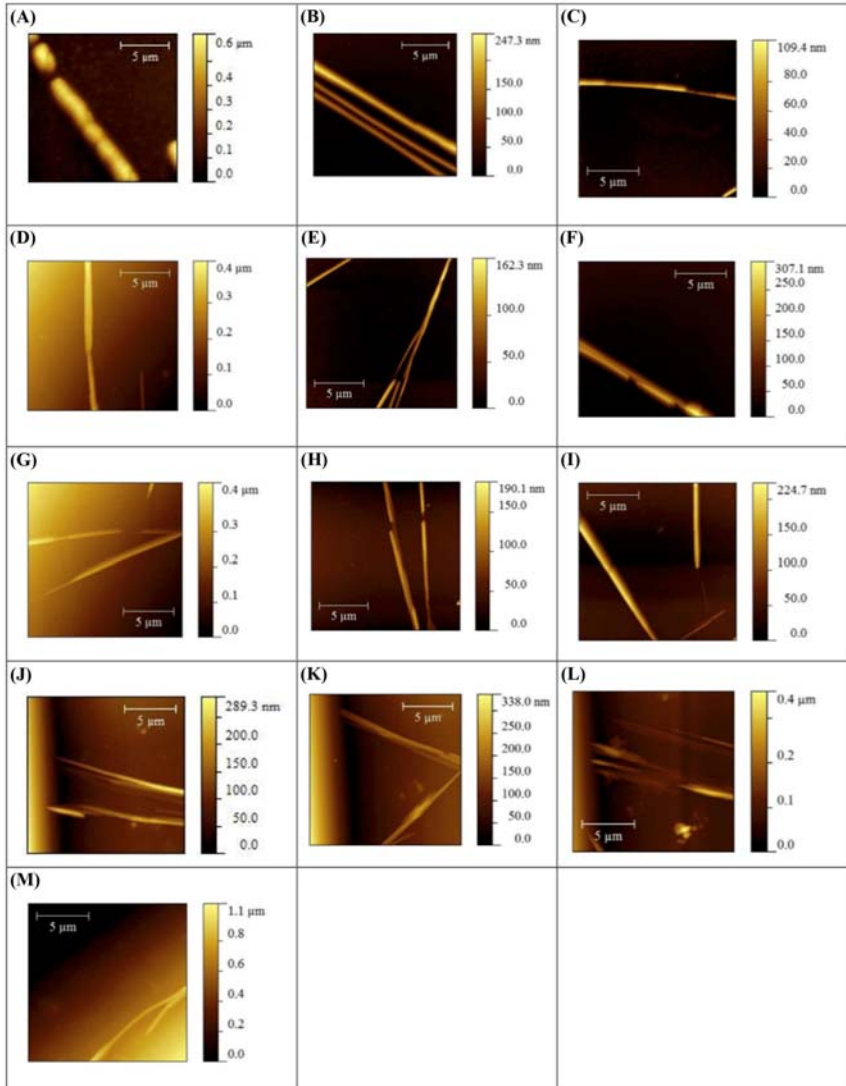 (A)
5 µm
0.6 µm
0.4
0.3
0.2
0.1
0.0
(B)
5 µm
247.3 nm
150.0
100.0
50.0
0.0
(C)
5 µm
109.4 nm
80.0
60.0
40.0
20.0
0.0
(D)
5 µm
0.4 µm
0.3
0.2
0.1
0.0
(E)
5 µm
162.3 nm
100.0
50.0
0.0
(F)
5 µm
307.1 nm
250.0
200.0
150.0
100.0
50.0
0.0
(G)
5 µm
0.4 µm
0.3
0.2
0.1
0.0
(H)
5 µm
190.1 nm
150.0
100.0
50.0
0.0
(I)
5 µm
224.7 nm
150.0
100.0
50.0
0.0
(J)
5 µm
289.3 nm
200.0
150.0
100.0
50.0
0.0
(K)
5 µm
338.0 nm
250.0
200.0
150.0
100.0
50.0
0.0
(L)
5 µm
0.4 µm
0.2
0.1
0.0
(M)
5 µm
1.1 µm
0.8
0.6
0.4
0.2
0.0